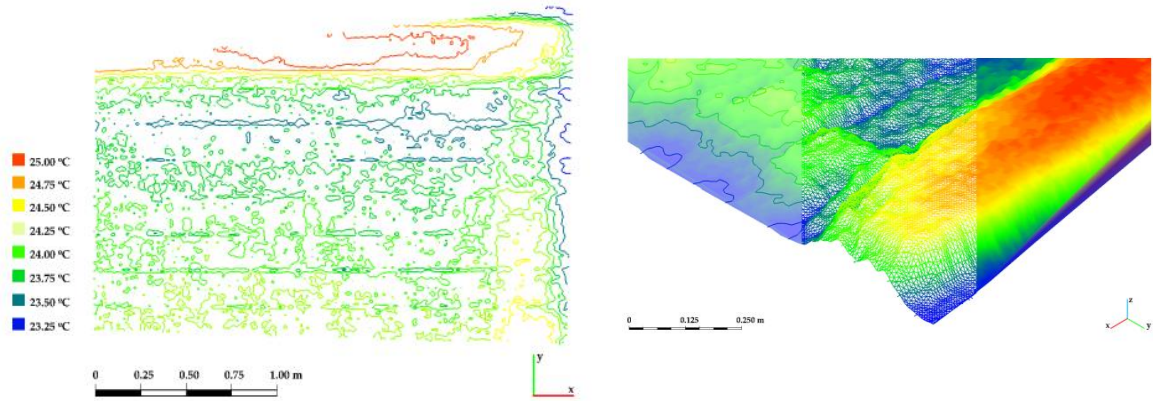 25.00 ºC
24.75 ºC
24.50 ºC
24.25 ºC
24.00 ºC
23.75 ºC
23.50 ºC
23.25 ºC
0 0.25 0.50 0.75 1.00 m
y
x
0 0.125 0.250 m
z
x y